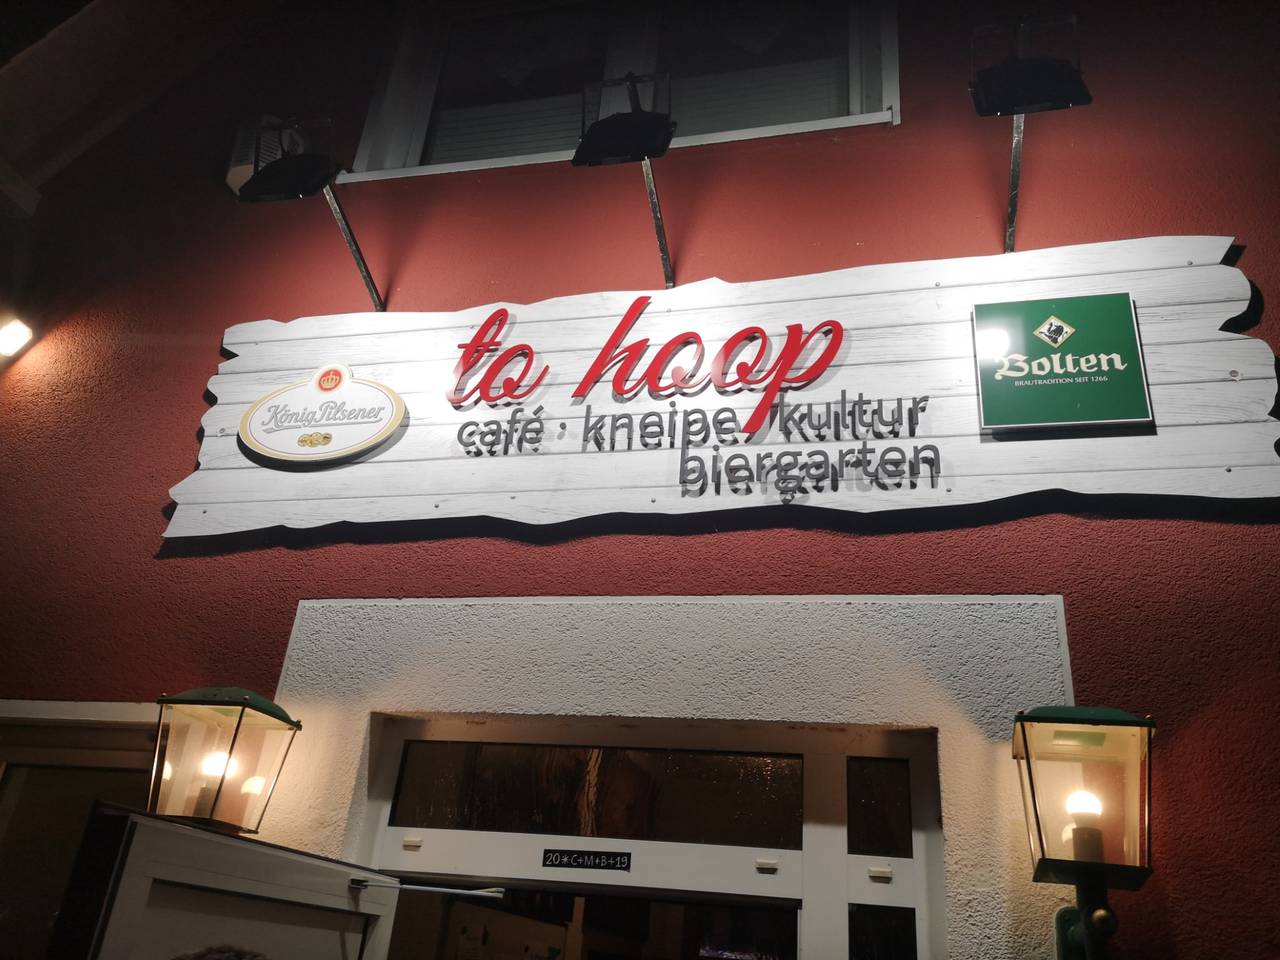 to hoop
café · kneipe · kultur
biergarten
König Pilsener
Bolten
BRAUTRADITION SEIT 1266
20*C+M+B+19